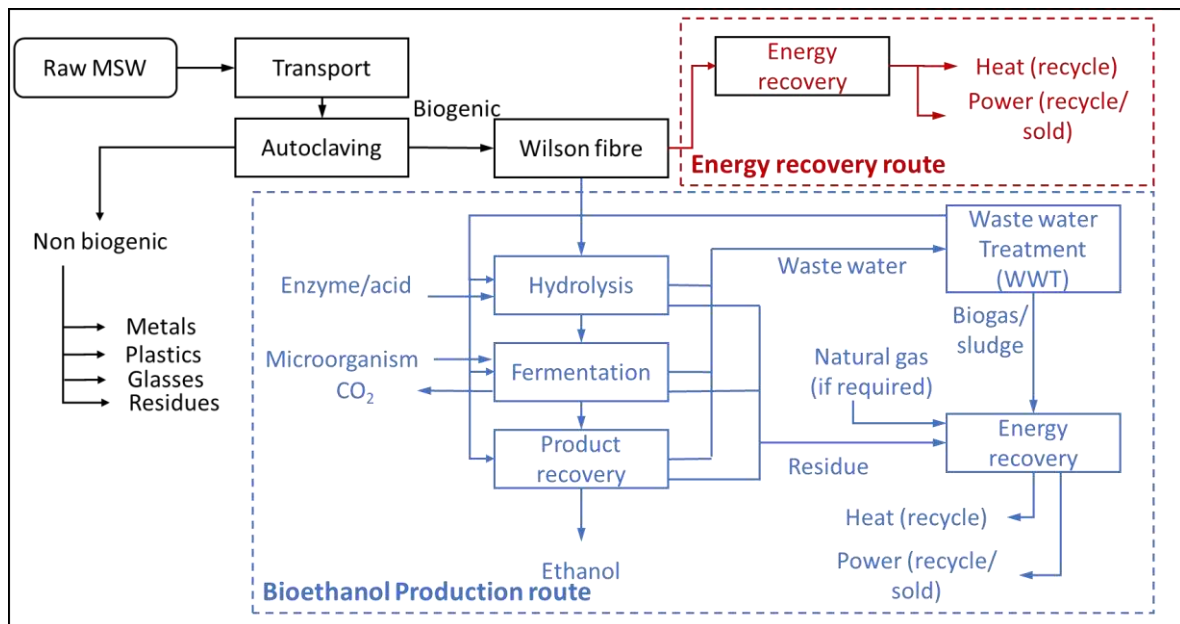 Raw MSW
Transport
Biogenic
Autoclaving
Wilson fibre
Non biogenic
Metals
Plastics
Glasses
Residues
Energy
recovery
Heat (recycle)
Power (recycle/
sold)
Energy recovery route
Enzyme/acid
Hydrolysis
Microorganism
CO₂
Fermentation
Product
recovery
Ethanol
Waste water
Waste water
Treatment
(WWT)
Biogas/
sludge
Natural gas
(if required)
Residue
Energy
recovery
Heat (recycle)
Power (recycle/
sold)
Bioethanol Production route